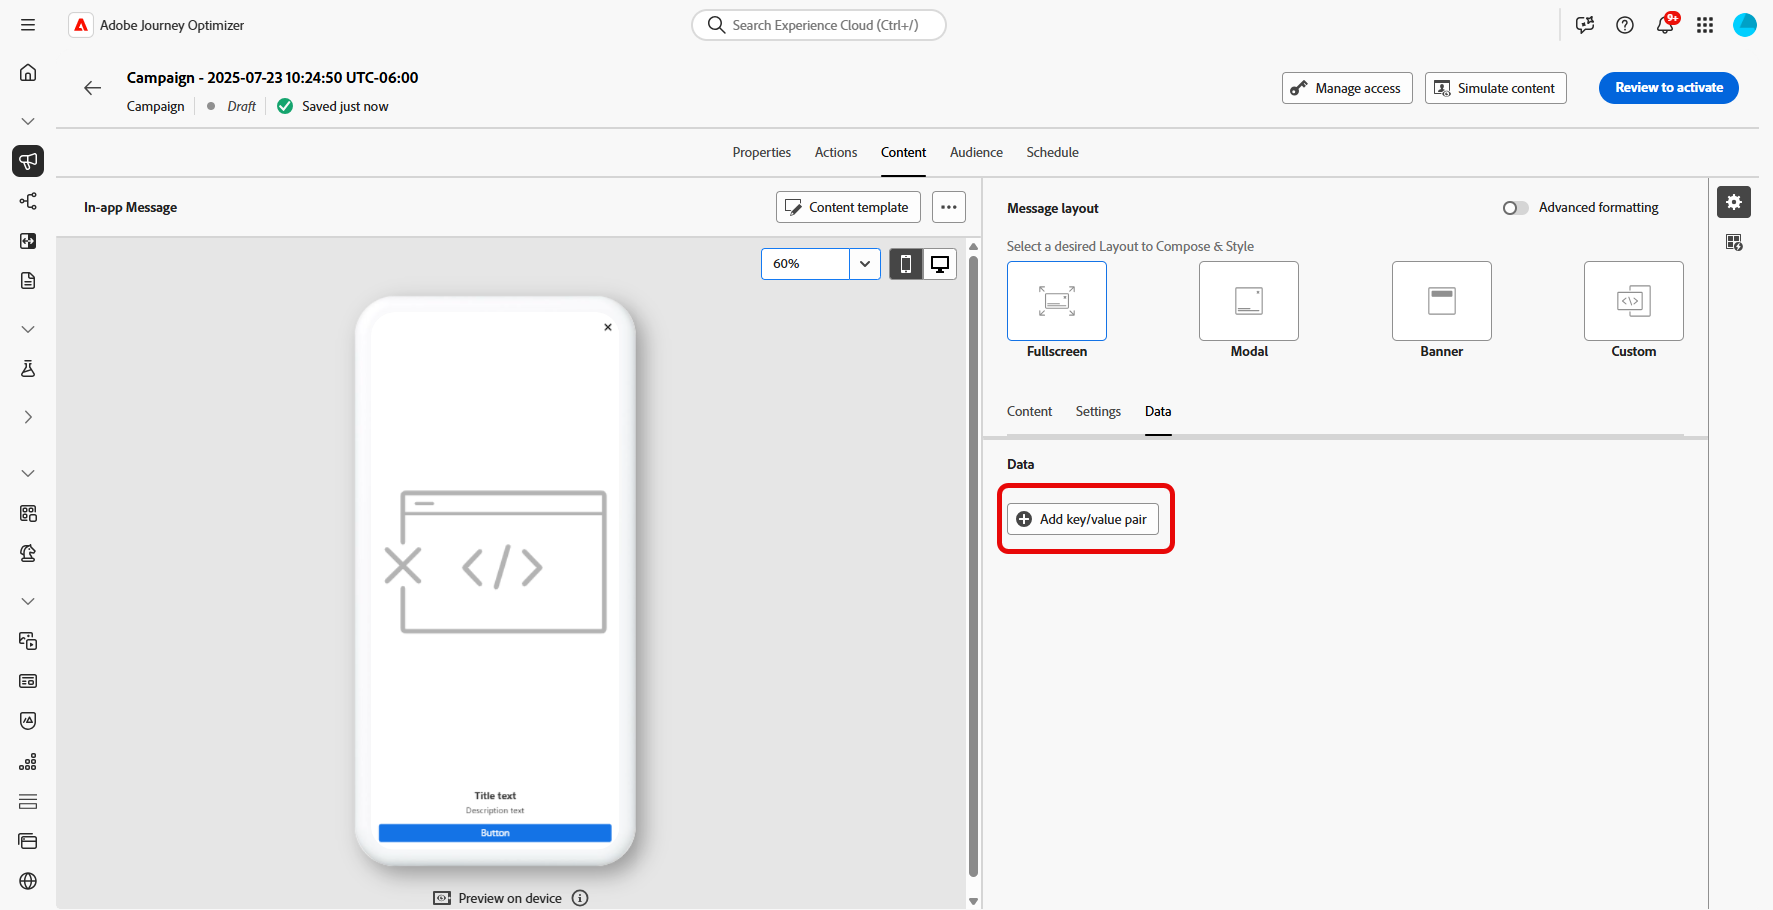 Adobe Journey Optimizer
Search Experience Cloud (Ctrl+/)
9+
Campaign - 2025-07-23 10:24:50 UTC-06:00
Campaign
Draft
Saved just now
Manage access
Simulate content
Review to activate
Properties
Actions
Content
Audience
Schedule
In-app Message
Content template
Message layout
Advanced formatting
Select a desired Layout to Compose & Style
60%
Fullscreen
Modal
Banner
Custom
Content
Settings
Data
Data
Add key/value pair
Title text
Description text
Button
Preview on device